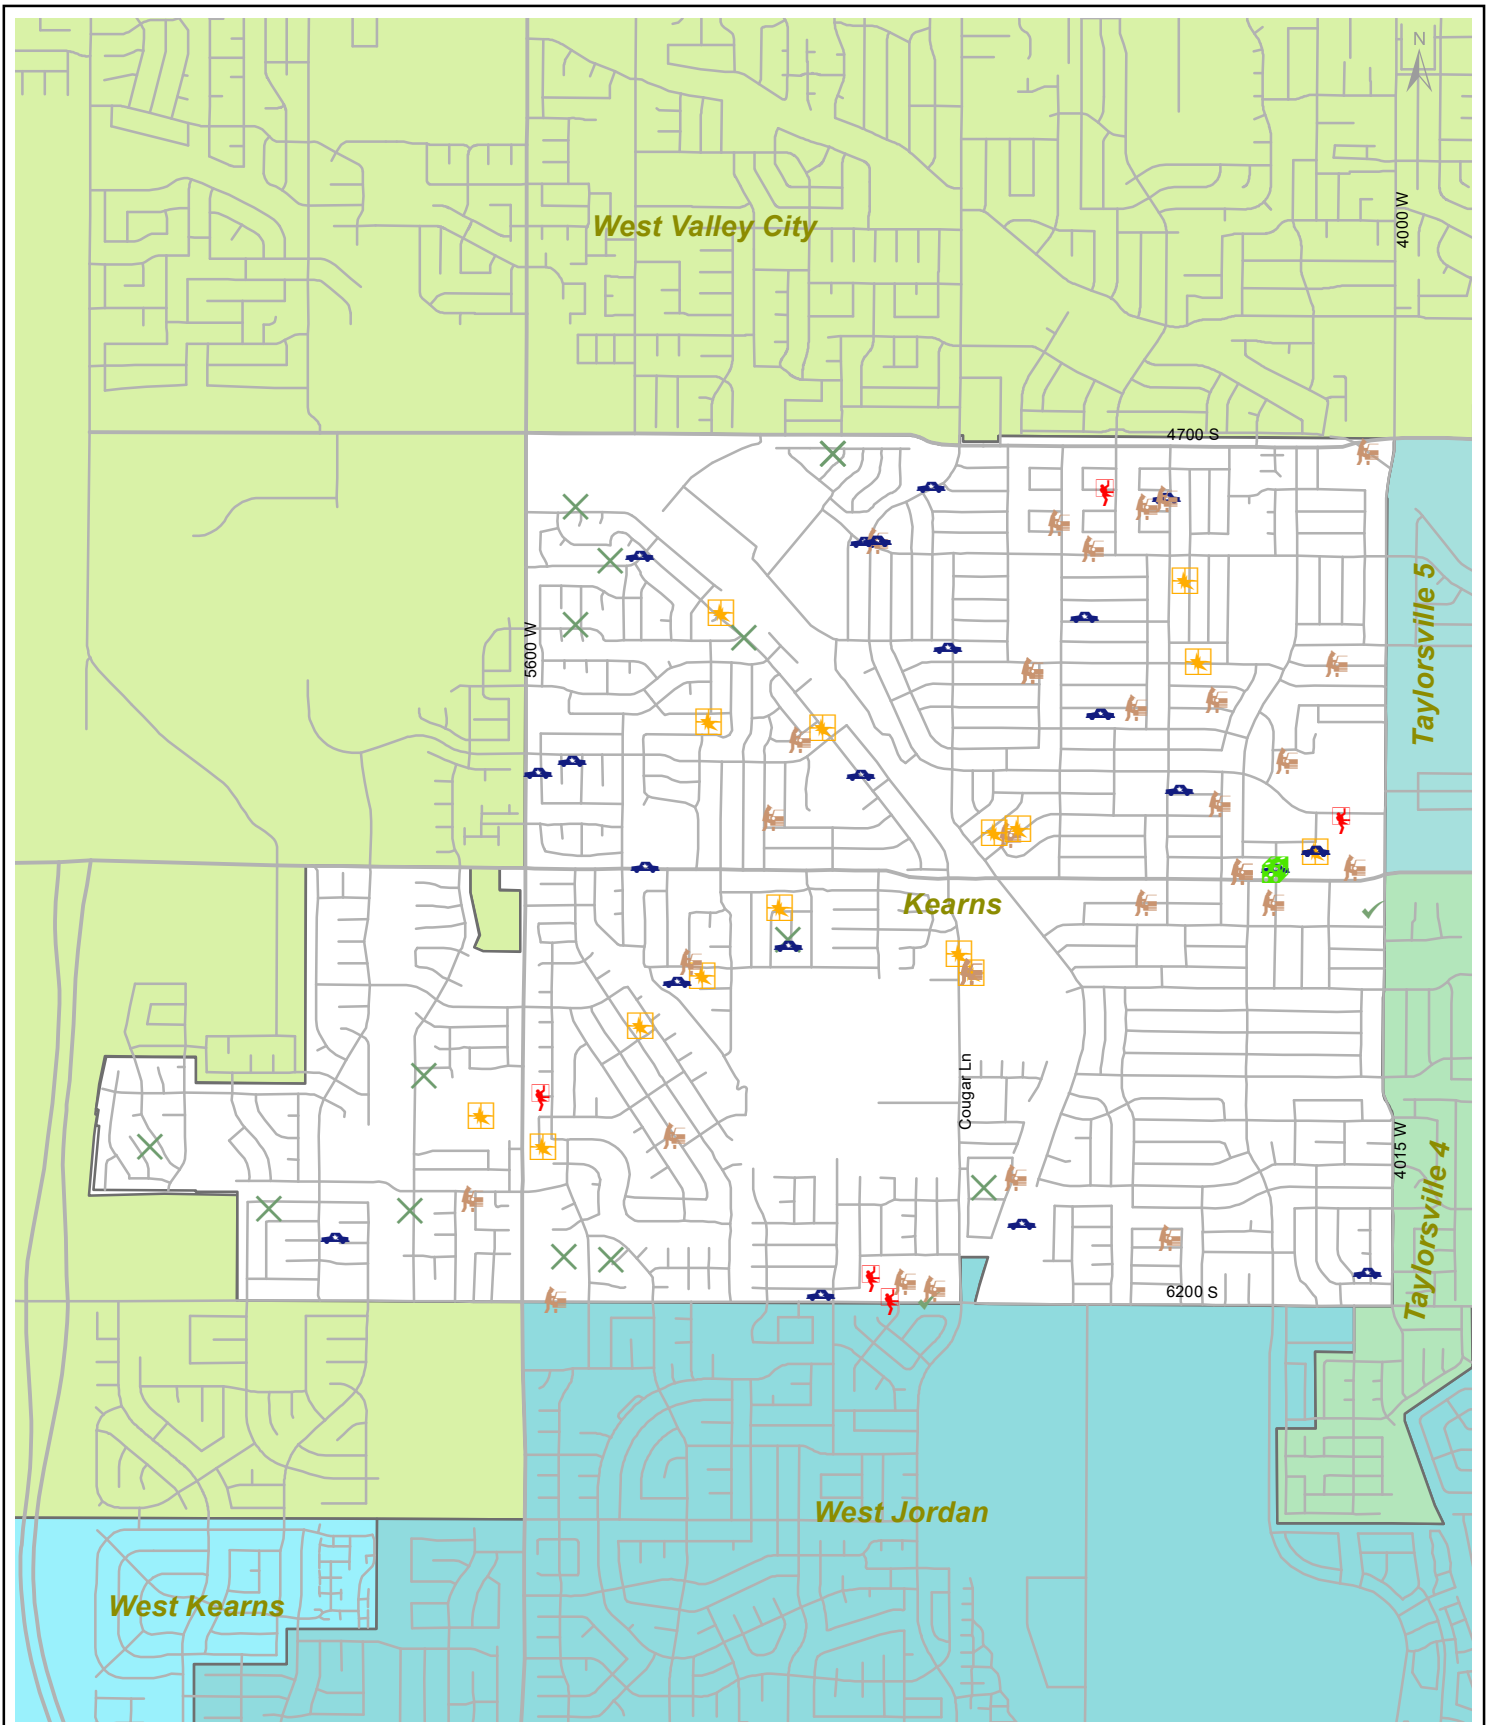 N
4000 W
West Valley City
4700 S
Taylorsville 5
5600 W
Kearns
Cougar Ln
4015 W
Taylorsville 4
6200 S
West Jordan
West Kearns